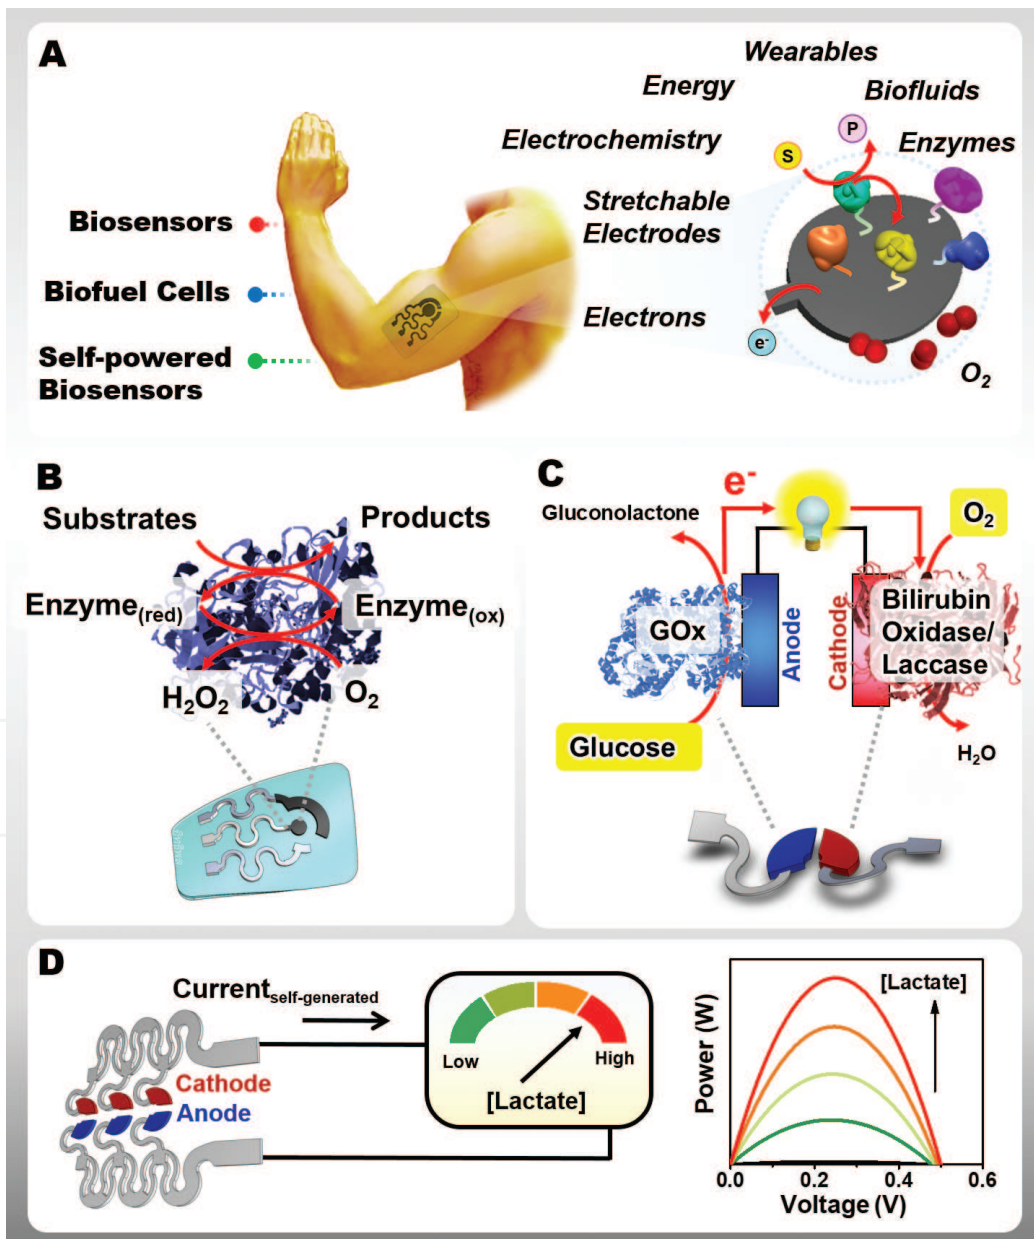 A
Wearables
Energy
Biofluids
Electrochemistry
P
S
Enzymes
Biosensors
Stretchable
Electrodes
Biofuel Cells
Electrons
Self-powered
Biosensors
e-
O2
B
Substrates
Products
Enzyme(red)
Enzyme(ox)
H2O2
O2
C
e-
Gluconolactone
O2
GOx
Anode
Cathode
Bilirubin
Oxidase/
Laccase
Glucose
H2O
D
Currentself-generated
Low
High
[Lactate]
Cathode
Anode
[Lactate]
Power (W)
0.0
0.2
0.4
0.6
Voltage (V)